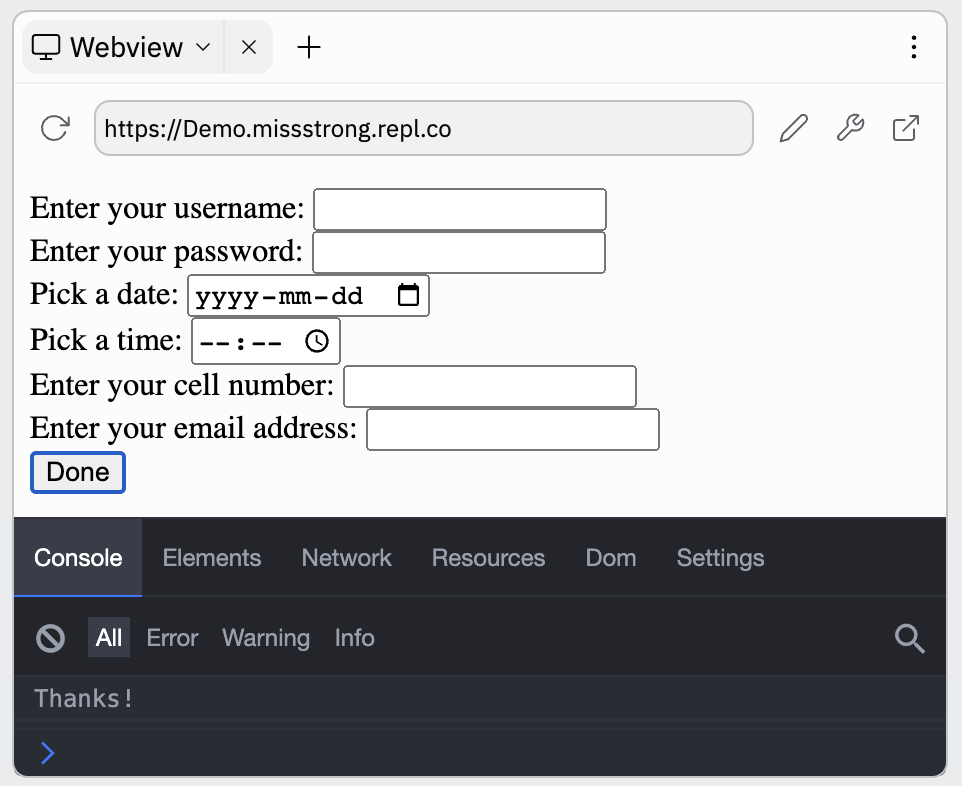 Webview
https://Demo.missstrong.repl.co
Enter your username:
Enter your password:
Pick a date: yyyy-mm-dd
Pick a time: --:--
Enter your cell number:
Enter your email address:
Done
Console Elements Network Resources Dom Settings
All Error Warning Info
Thanks!